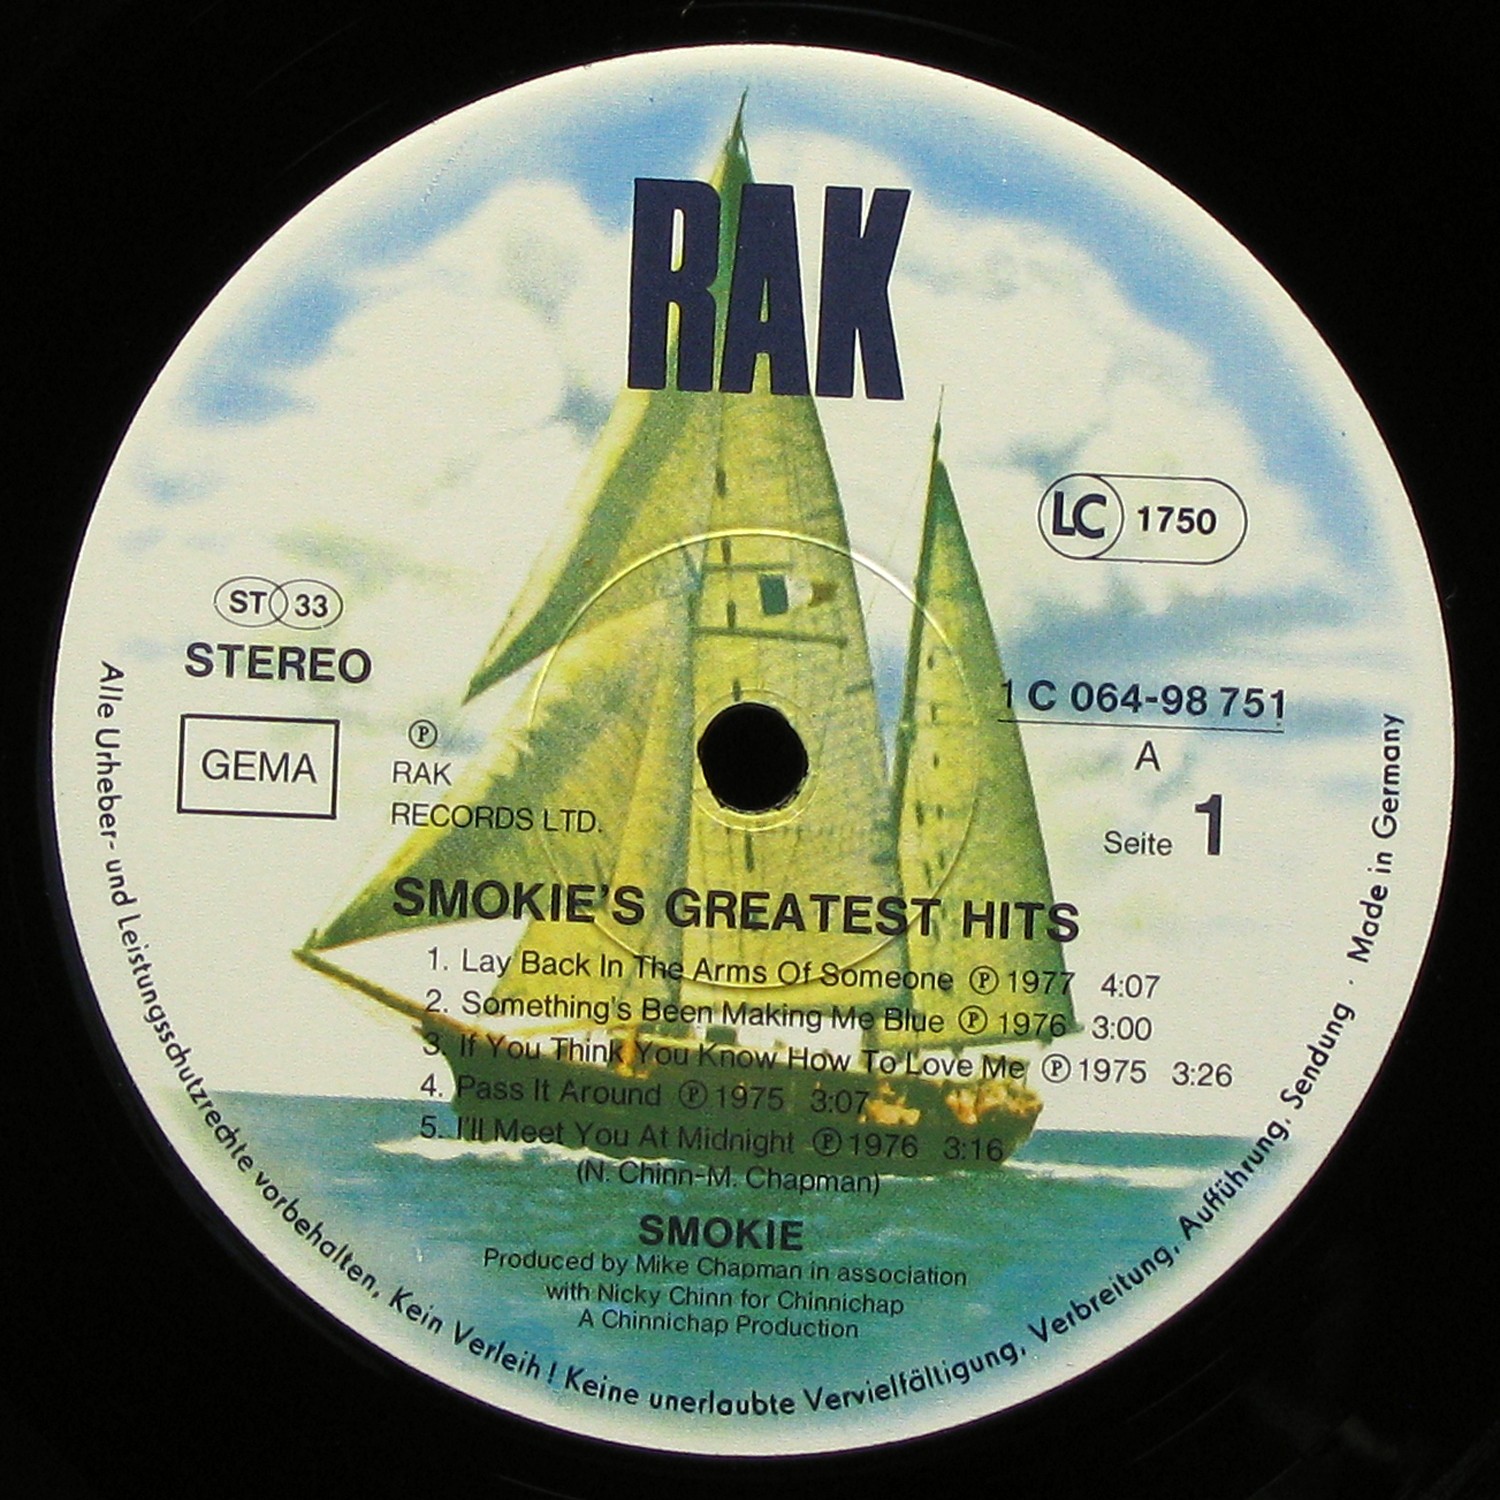 RAK
LC 1750
ST 33
STEREO
GEMA
℗
RAK
RECORDS LTD.
1 C 064-98 751
A
Seite 1
SMOKIE'S GREATEST HITS
1. Lay Back In The Arms Of Someone ℗ 1977 4:07
2. Something's Been Making Me Blue ℗ 1976 3:00
3. If You Think You Know How To Love Me ℗ 1975 3:26
4. Pass It Around ℗ 1975 3:07
5. I'll Meet You At Midnight ℗ 1976 3:16
(N. Chinn-M. Chapman)
SMOKIE
Produced by Mike Chapman in association
with Nicky Chinn for Chinnichap
A Chinnichap Production
Alle Urheber- und Leistungsschutzrechte vorbehalten, Kein Verleih! Keine unerlaubte Vervielfältigung, Verbreitung, Aufführung, Sendung · Made in Germany